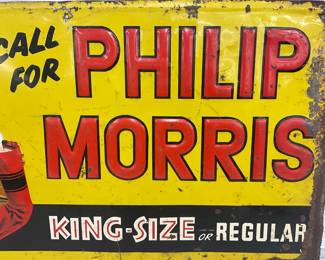 CALL
FOR
PHILIP
MORRIS
KING-SIZE OR REGULAR